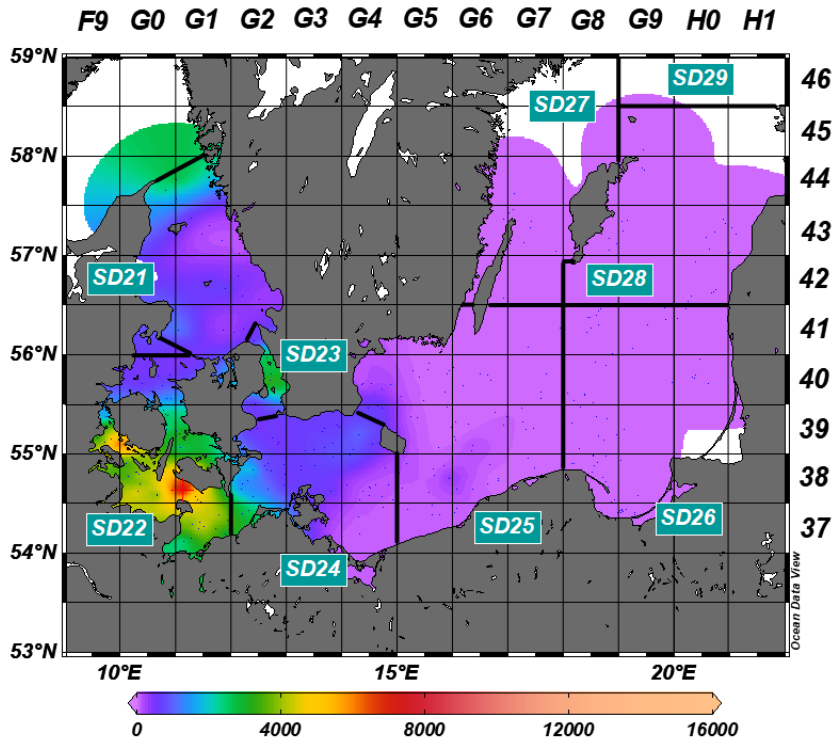 F9 G0 G1 G2 G3 G4 G5 G6 G7 G8 G9 H0 H1
59°N
46
SD29
SD27
45
58°N
44
43
57°N
SD21
SD28
42
41
56°N
SD23
40
39
55°N
38
SD22
SD25
SD26
37
54°N
SD24
Ocean Data View
53°N
10°E 15°E 20°E
0 4000 8000 12000 16000